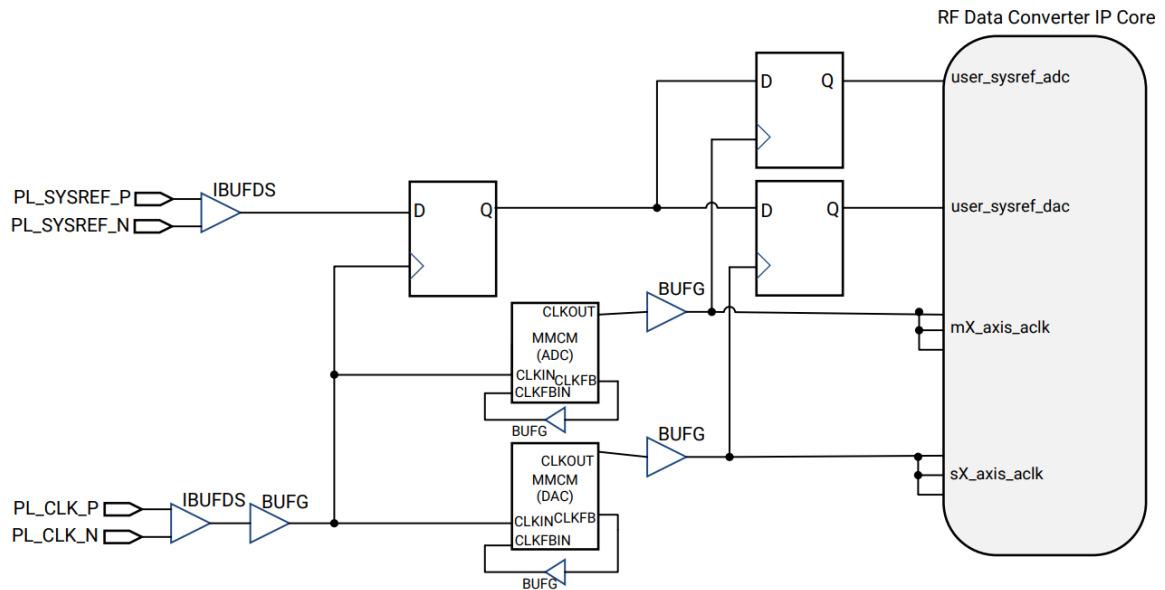 RF Data Converter IP Core
D Q
user_sysref_adc
PL_SYSREF_P
PL_SYSREF_N
IBUFDS
D Q
D Q
user_sysref_dac
CLKOUT
MMCM
(ADC)
CLKIN
CLKFB
CLKFBIN
BUFG
BUFG
mX_axis_aclk
PL_CLK_P
PL_CLK_N
IBUFDS
BUFG
CLKOUT
MMCM
(DAC)
CLKIN
CLKFB
CLKFBIN
BUFG
BUFG
sX_axis_aclk